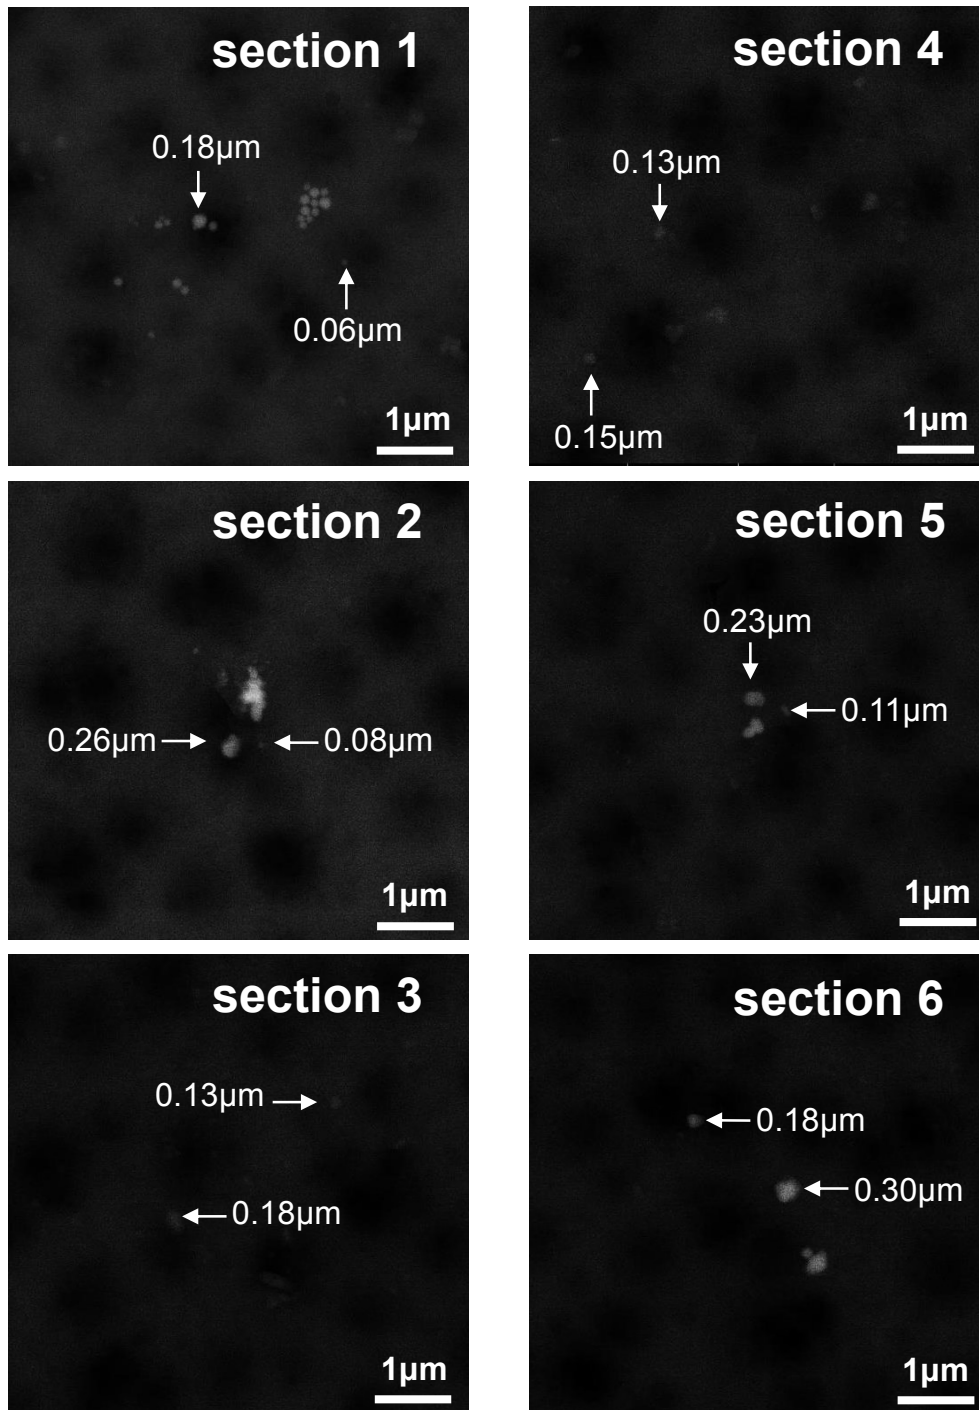 section 1
0.18µm
0.06µm
1µm
section 4
0.13µm
0.15µm
1µm
section 2
0.26µm
0.08µm
1µm
section 5
0.23µm
0.11µm
1µm
section 3
0.13µm
0.18µm
1µm
section 6
0.18µm
0.30µm
1µm